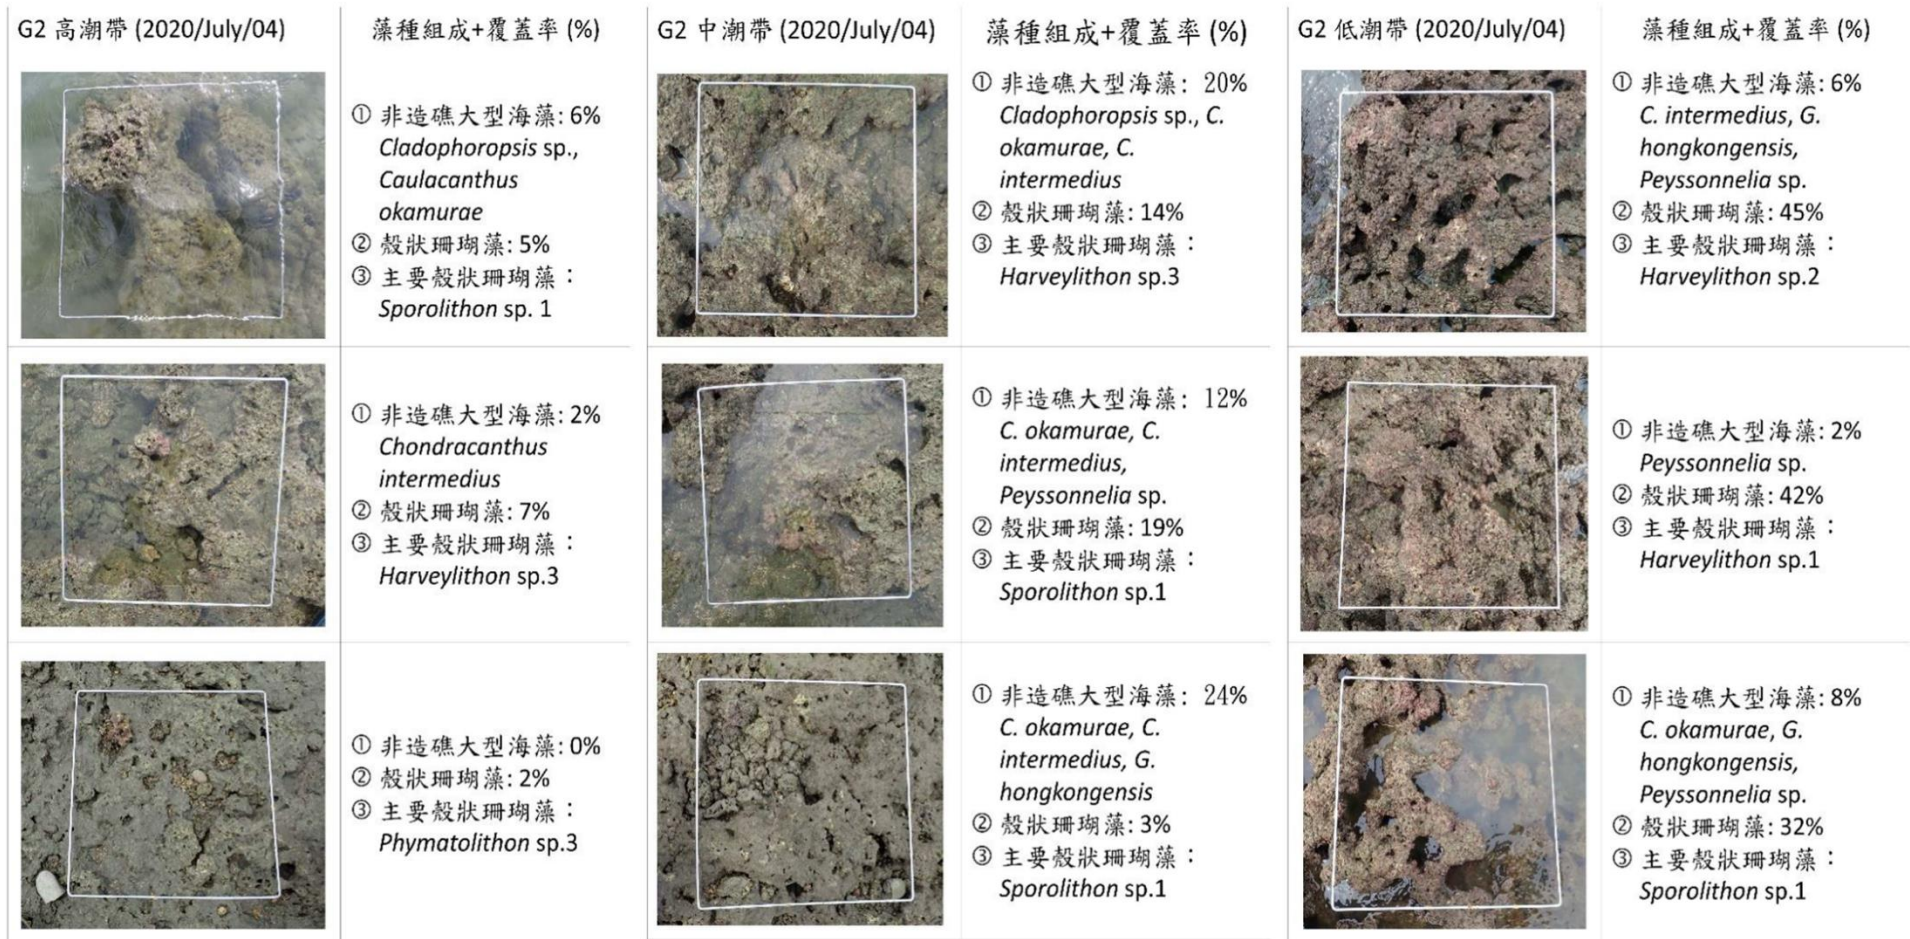 G2 高潮帶 (2020/July/04)
藻種組成+覆蓋率 (%)
① 非造礁大型海藻: 6%
Cladophoropsis sp.,
Caulacanthus
okamurae
② 殼狀珊瑚藻: 5%
③ 主要殼狀珊瑚藻：
Sporolithon sp. 1
① 非造礁大型海藻: 2%
Chondracanthus
intermedius
② 殼狀珊瑚藻: 7%
③ 主要殼狀珊瑚藻：
Harveylithon sp.3
① 非造礁大型海藻: 0%
② 殼狀珊瑚藻: 2%
③ 主要殼狀珊瑚藻：
Phymatolithon sp.3
G2 中潮帶 (2020/July/04)
藻種組成+覆蓋率 (%)
① 非造礁大型海藻: 20%
Cladophoropsis sp., C.
okamurae, C.
intermedius
② 殼狀珊瑚藻: 14%
③ 主要殼狀珊瑚藻：
Harveylithon sp.3
① 非造礁大型海藻: 12%
C. okamurae, C.
intermedius,
Peyssonnelia sp.
② 殼狀珊瑚藻: 19%
③ 主要殼狀珊瑚藻：
Sporolithon sp.1
① 非造礁大型海藻: 24%
C. okamurae, C.
intermedius, G.
hongkongensis
② 殼狀珊瑚藻: 3%
③ 主要殼狀珊瑚藻：
Sporolithon sp.1
G2 低潮帶 (2020/July/04)
藻種組成+覆蓋率 (%)
① 非造礁大型海藻: 6%
C. intermedius, G.
hongkongensis,
Peyssonnelia sp.
② 殼狀珊瑚藻: 45%
③ 主要殼狀珊瑚藻：
Harveylithon sp.2
① 非造礁大型海藻: 2%
Peyssonnelia sp.
② 殼狀珊瑚藻: 42%
③ 主要殼狀珊瑚藻：
Harveylithon sp.1
① 非造礁大型海藻: 8%
C. okamurae, G.
hongkongensis,
Peyssonnelia sp.
② 殼狀珊瑚藻: 32%
③ 主要殼狀珊瑚藻：
Sporolithon sp.1